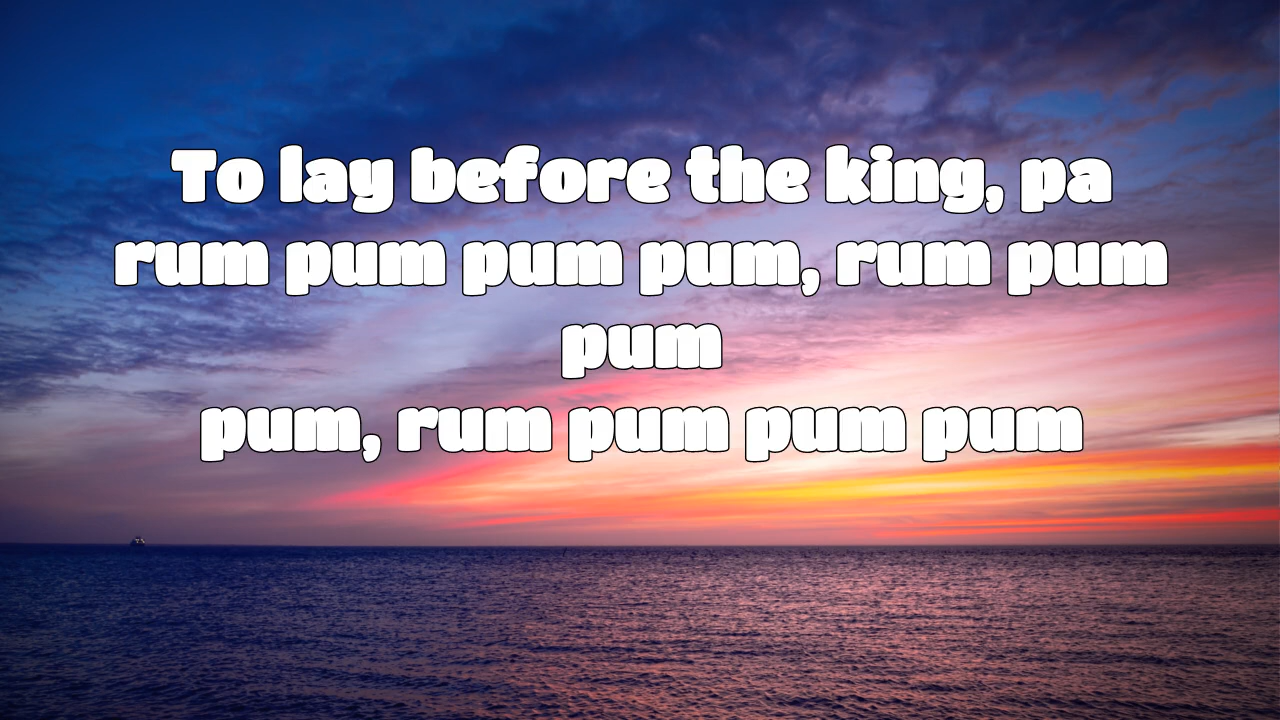 To lay before the king, pa
rum pum pum pum, rum pum
pum
pum, rum pum pum pum